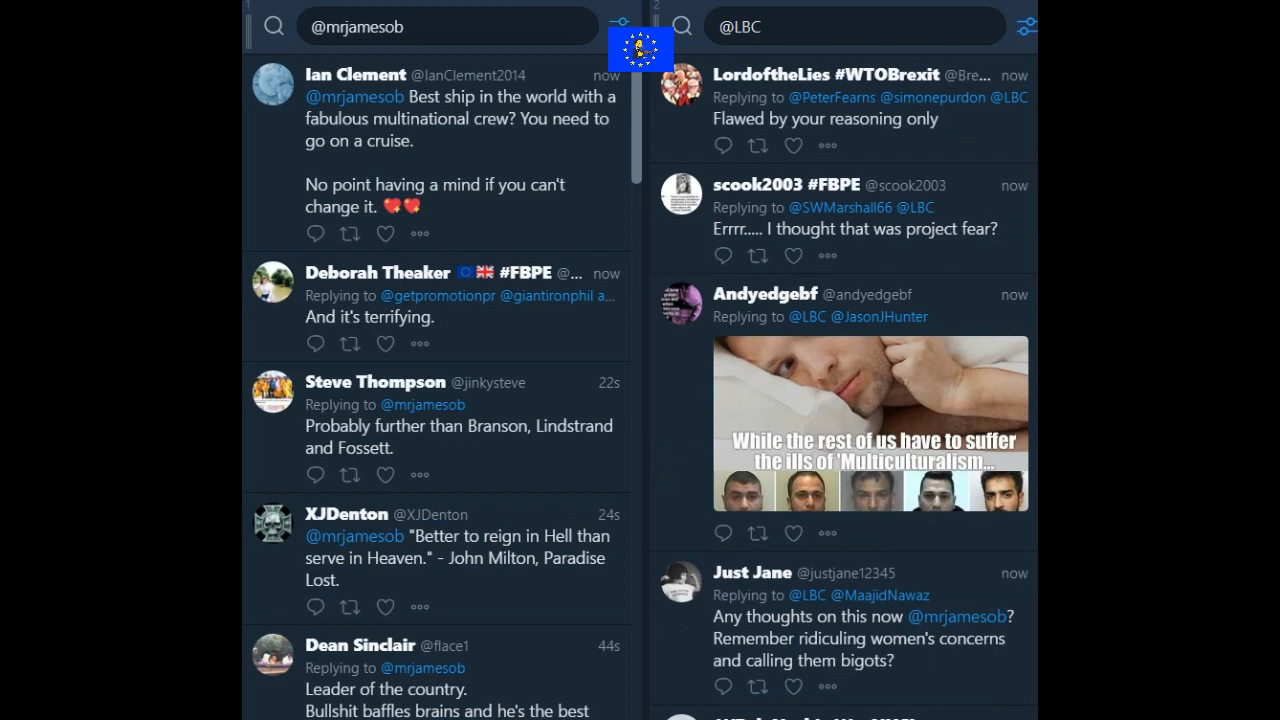 1
@mrjamesob
Ian Clement @IanClement2014 now
@mrjamesob Best ship in the world with a
fabulous multinational crew? You need to
go on a cruise.
No point having a mind if you can't
change it. 💖💖
Deborah Theaker 🇪🇺🇬🇧 #FBPE @... now
Replying to @getpromotionpr @giantironphil a...
And it's terrifying.
Steve Thompson @jinkysteve 22s
Replying to @mrjamesob
Probably further than Branson, Lindstrand
and Fossett.
XJDenton @XJDenton 24s
@mrjamesob "Better to reign in Hell than
serve in Heaven." - John Milton, Paradise
Lost.
Dean Sinclair @flace1 44s
Replying to @mrjamesob
Leader of the country.
Bullshit baffles brains and he's the best
2
@LBC
LordoftheLies #WTOBrexit @Bre... now
Replying to @PeterFearns @simonepurdon @LBC
Flawed by your reasoning only
scook2003 #FBPE @scook2003 now
Replying to @SWMarshall66 @LBC
Errrr..... I thought that was project fear?
Andyedgebf @andyedgebf now
Replying to @LBC @JasonJHunter
While the rest of us have to suffer
the ills of 'Multiculturalism...
Just Jane @justjane12345 now
Replying to @LBC @MaajidNawaz
Any thoughts on this now @mrjamesob?
Remember ridiculing women's concerns
and calling them bigots?